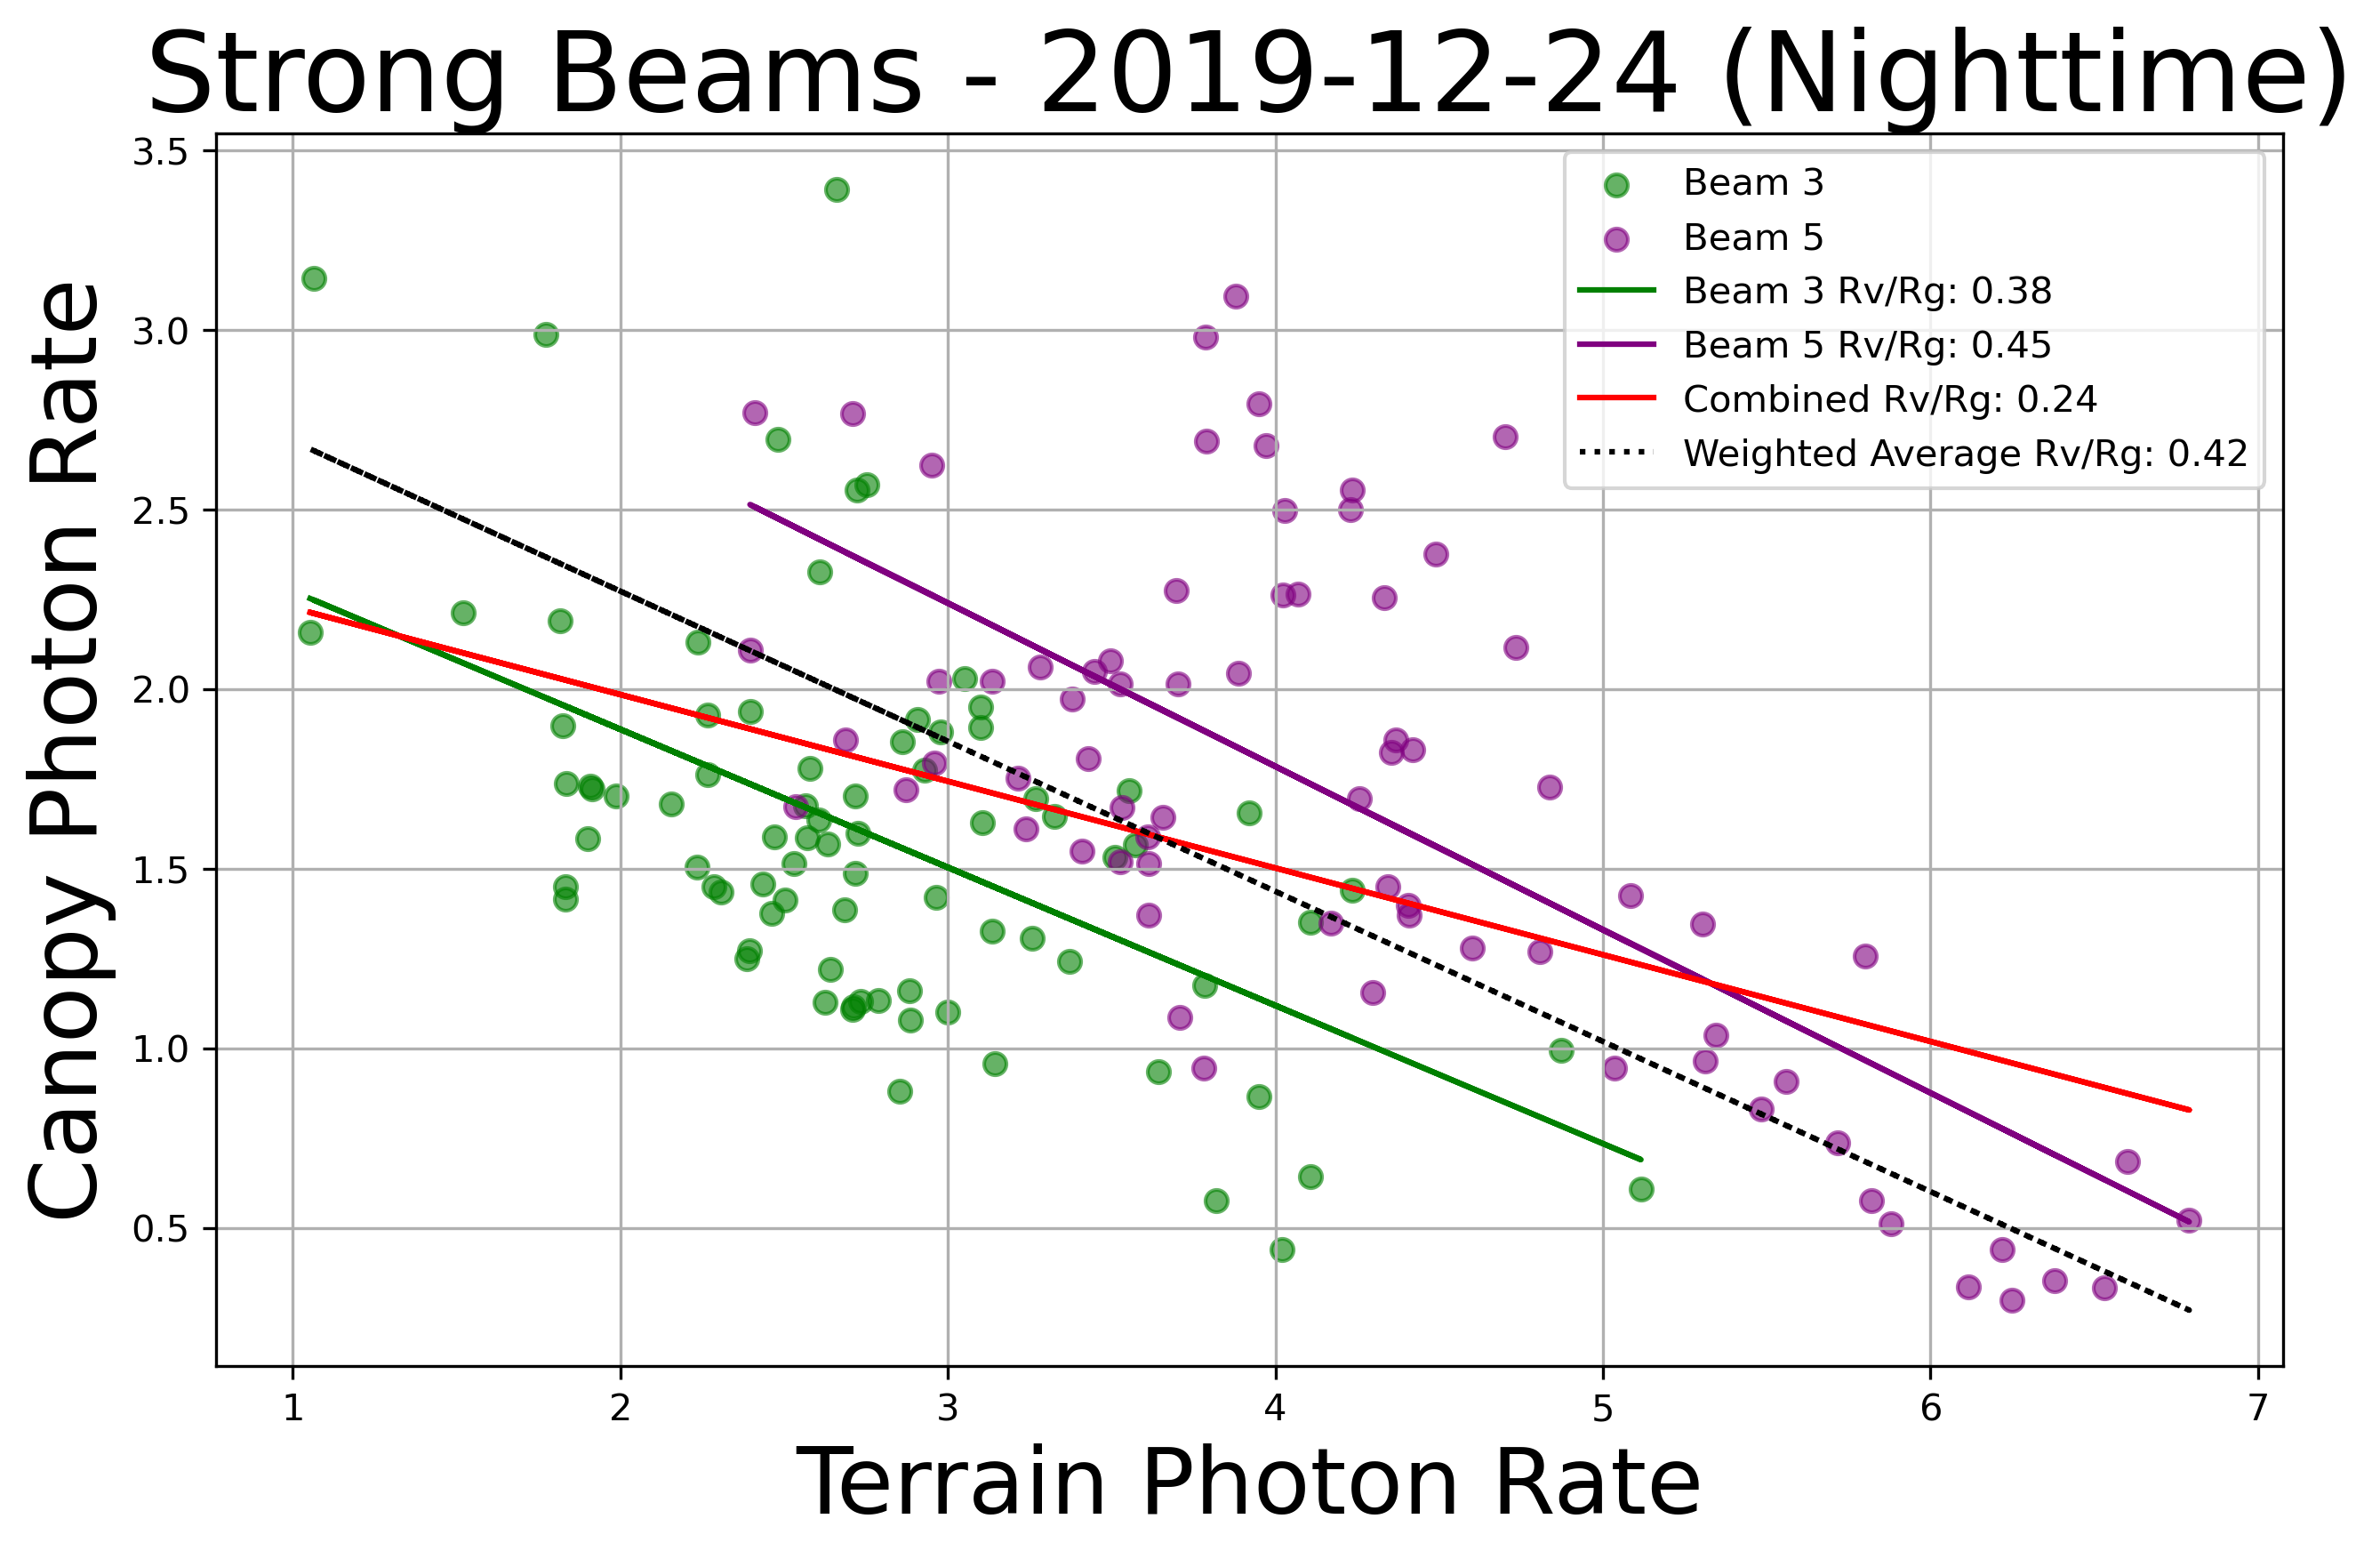 Strong Beams - 2019-12-24 (Nighttime)
Canopy Photon Rate
3.5
3.0
2.5
2.0
1.5
1.0
0.5
Beam 3
Beam 5
Beam 3 Rv/Rg: 0.38
Beam 5 Rv/Rg: 0.45
Combined Rv/Rg: 0.24
Weighted Average Rv/Rg: 0.42
1 2 3 4 5 6 7
Terrain Photon Rate